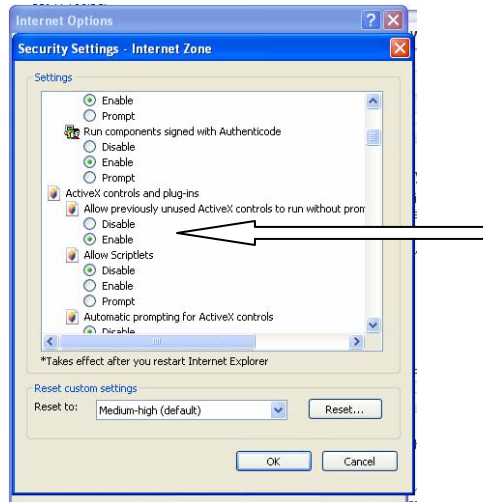 Internet Options
Security Settings - Internet Zone
Settings
Enable
Prompt
Run components signed with Authenticode
Disable
Enable
Prompt
ActiveX controls and plug-ins
Allow previously unused ActiveX controls to run without pron
Disable
Enable
Allow Scriptlets
Disable
Enable
Prompt
Automatic prompting for ActiveX controls
Disable
*Takes effect after you restart Internet Explorer
Reset custom settings
Reset to: Medium-high (default) Reset...
OK Cancel